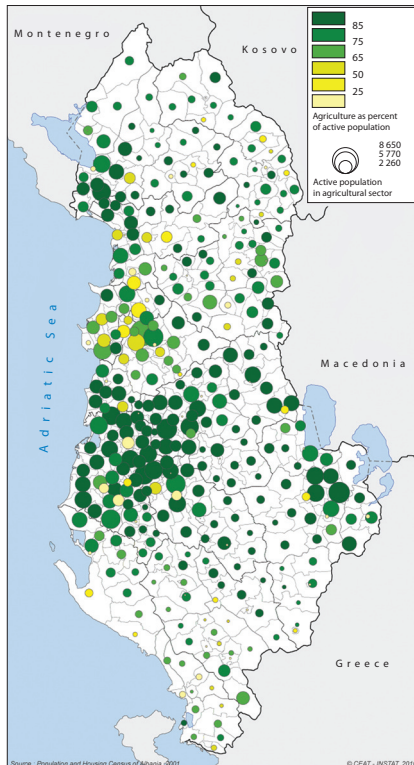 Montenegro
Kosovo
85
75
65
50
25
Agriculture as percent
of active population
8 650
5 770
2 260
Active population
in agricultural sector
Adriatic Sea
Macedonia
Greece
Source : Population and Housing Census of Albania, 2001
© CEAT - INSTAT, 201